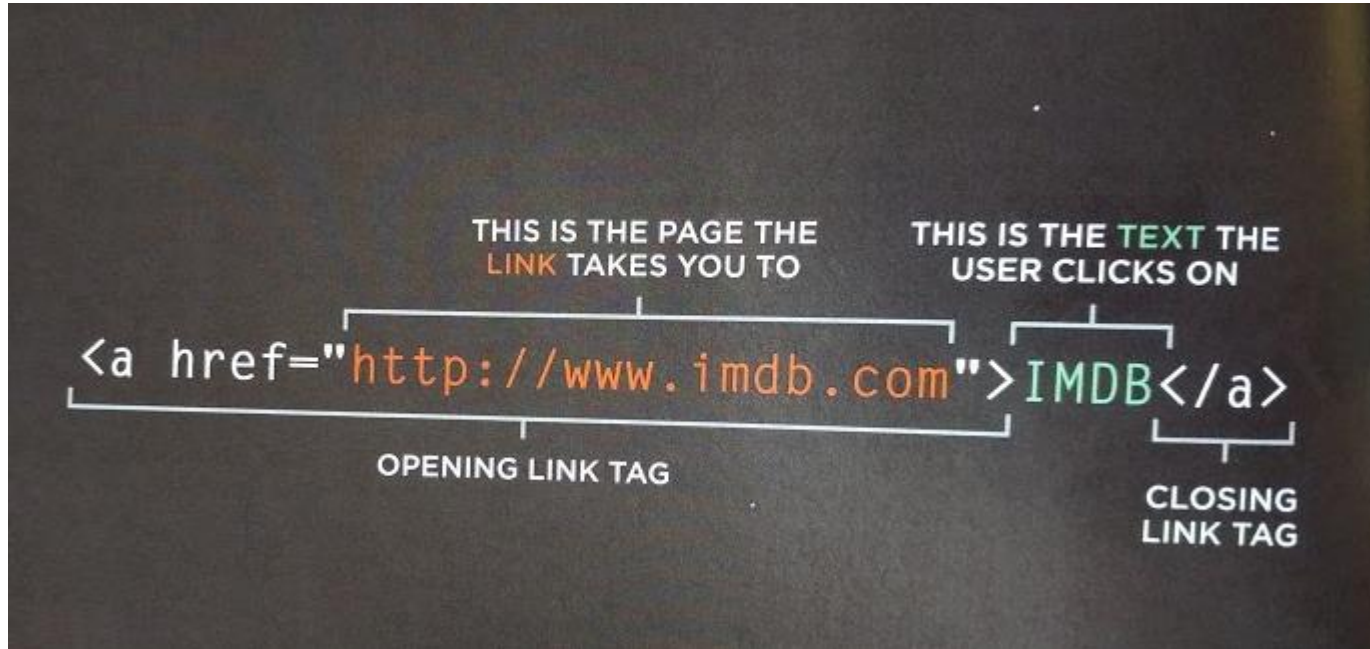 THIS IS THE PAGE THE
LINK TAKES YOU TO
THIS IS THE TEXT THE
USER CLICKS ON
<a href="http://www.imdb.com">IMDB</a>
OPENING LINK TAG
CLOSING
LINK TAG